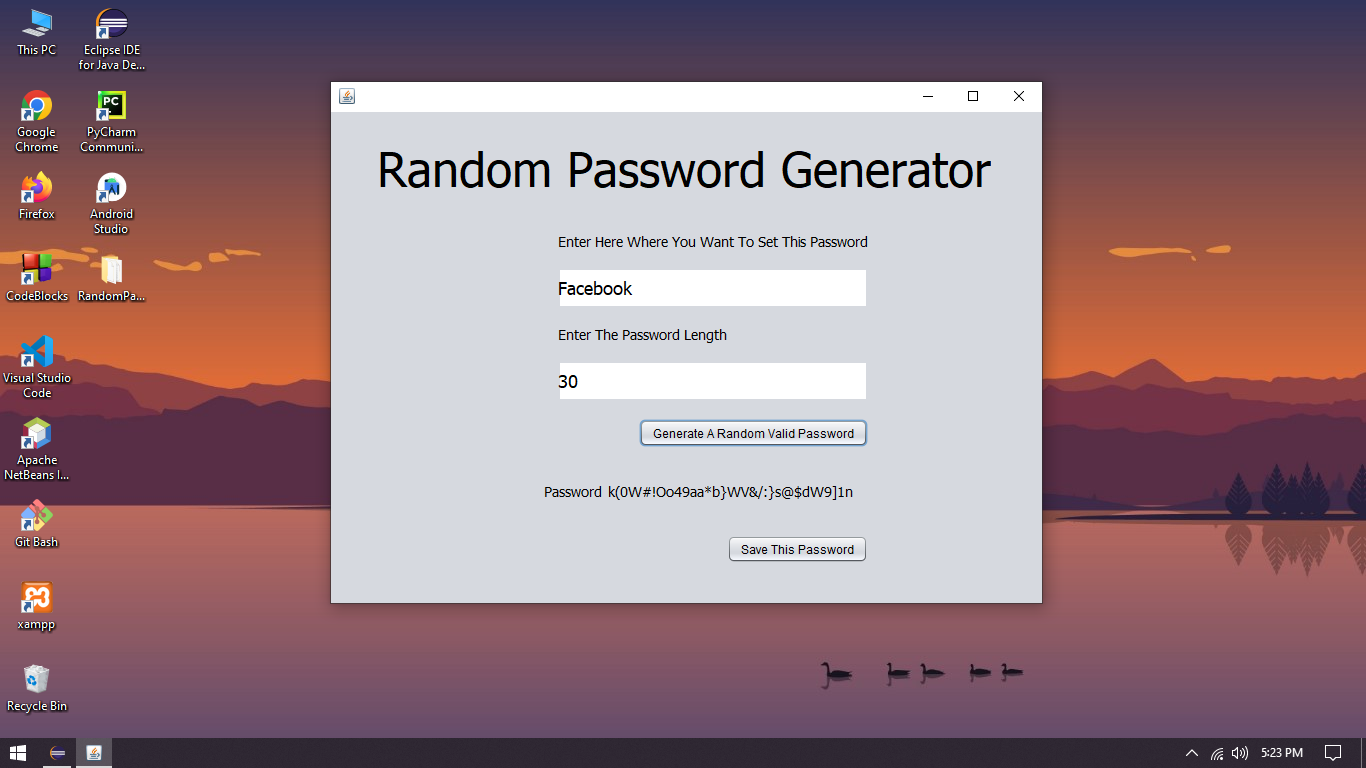 This PC
Eclipse IDE
for Java De...
Google
Chrome
PyCharm
Communi...
Firefox
Android
Studio
CodeBlocks
RandomPa...
Visual Studio
Code
Apache
NetBeans I...
Git Bash
xampp
Recycle Bin
PC
Random Password Generator
Enter Here Where You Want To Set This Password
Facebook
Enter The Password Length
30
Generate A Random Valid Password
Password k(0W#!Oo49aa*b}WV&/:}s@$dW9]1n
Save This Password
5:23 PM